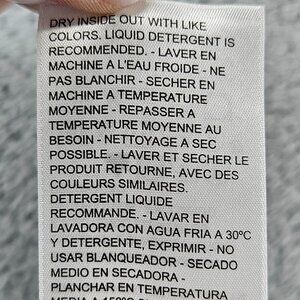 DRY INSIDE OUT WITH LIKE
COLORS. LIQUID DETERGENT IS
RECOMMENDED. - LAVER EN
MACHINE A L'EAU FROIDE - NE
PAS BLANCHIR - SECHER EN
MACHINE A TEMPERATURE
MOYENNE - REPASSER A
TEMPERATURE MOYENNE AU
BESOIN - NETTOYAGE A SEC
POSSIBLE. - LAVER ET SECHER LE
PRODUIT RETOURNE, AVEC DES
COULEURS SIMILAIRES.
DETERGENT LIQUIDE
RECOMMANDE. - LAVAR EN
LAVADORA CON AGUA FRIA A 30ºC
Y DETERGENTE, EXPRIMIR - NO
USAR BLANQUEADOR - SECADO
MEDIO EN SECADORA -
PLANCHAR EN TEMPERATURA
MEDIA A 150ºC